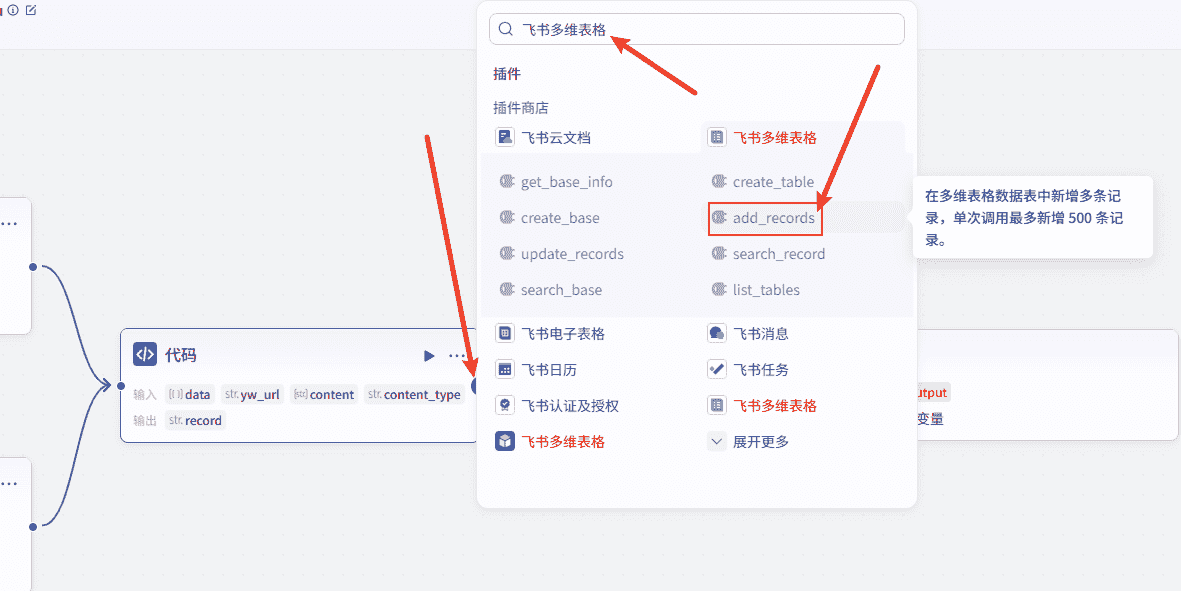 飞书多维表格
插件
插件商店
飞书云文档
飞书多维表格
get_base_info
create_table
create_base
add_records
update_records
search_record
search_base
list_tables
在多维表格数据表中新增多条记
录，单次调用最多新增 500 条记
录。
飞书电子表格
飞书消息
飞书日历
飞书任务
飞书认证及授权
飞书多维表格
飞书多维表格
展开更多
代码
输入 [{}] data str. yw_url [str] content str. content_type
输出 str. record
utput
变量